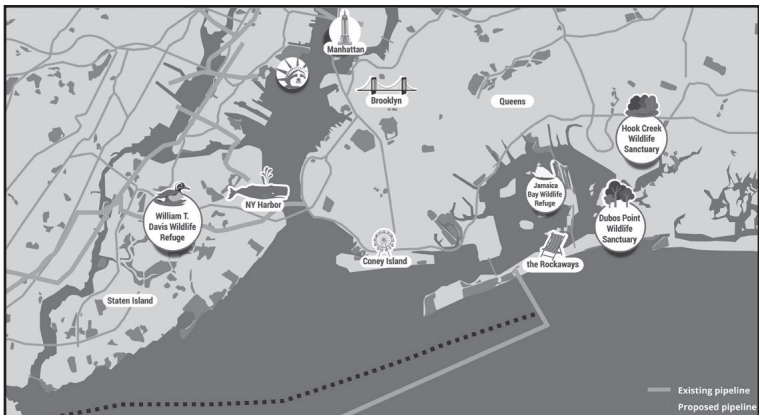 Manhattan
Brooklyn
Queens
Hook Creek
Wildlife
Sanctuary
Jamaica
Bay Wildlife
Refuge
William T.
Davis Wildlife
Refuge
NY Harbor
Dubos Point
Wildlife
Sanctuary
Coney Island
the Rockaways
Staten Island
Existing pipeline
Proposed pipeline